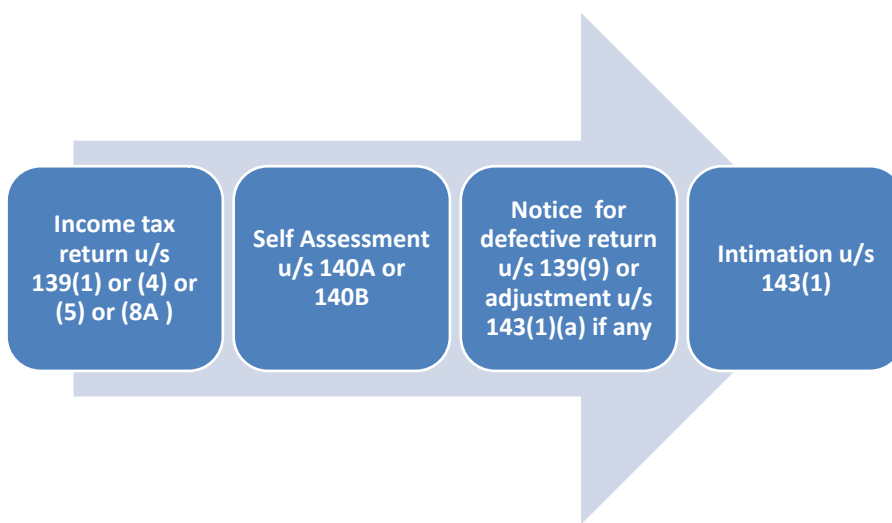 Income tax
return u/s
139(1) or (4) or
(5) or (8A )
Self Assessment
u/s 140A or
140B
Notice for
defective return
u/s 139(9) or
adjustment u/s
143(1)(a) if any
Intimation u/s
143(1)